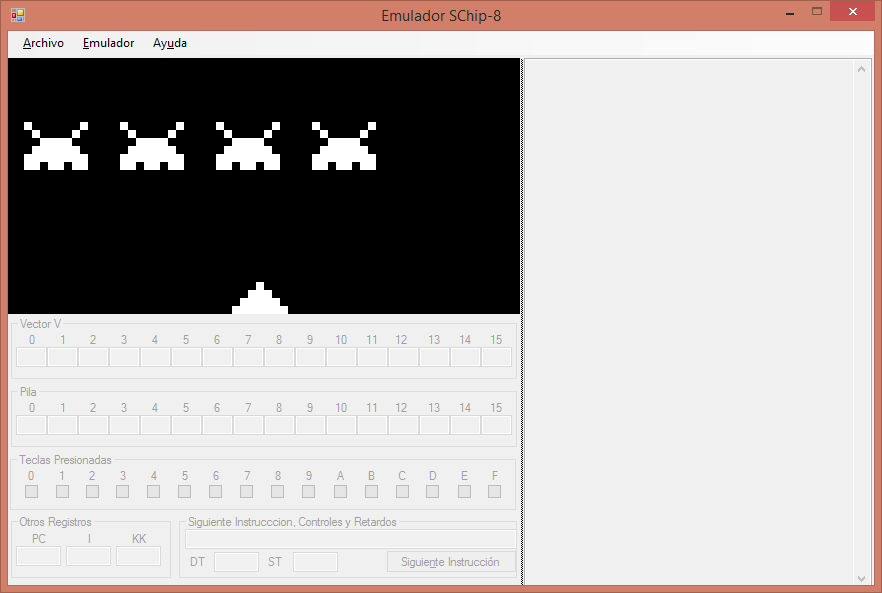 Emulador SChip-8
Archivo Emulador Ayuda
Vector V
0 1 2 3 4 5 6 7 8 9 10 11 12 13 14 15
Pila
0 1 2 3 4 5 6 7 8 9 10 11 12 13 14 15
Teclas Presionadas
0 1 2 3 4 5 6 7 8 9 A B C D E F
Otros Registros
PC I KK
Siguiente Instrucccion, Controles y Retardos
DT ST Siguiente Instrucción